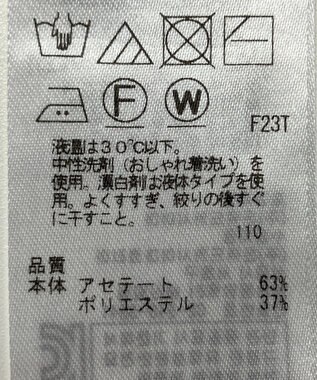 F
W
F23T
液温は30℃以下。
中性洗剤（おしゃれ着洗い）を
使用。漂白剤は液体タイプを使
用。よくすすぎ、絞りの後すぐ
に干すこと。
110
品質
本体 アセテート 63%
ポリエステル 37%